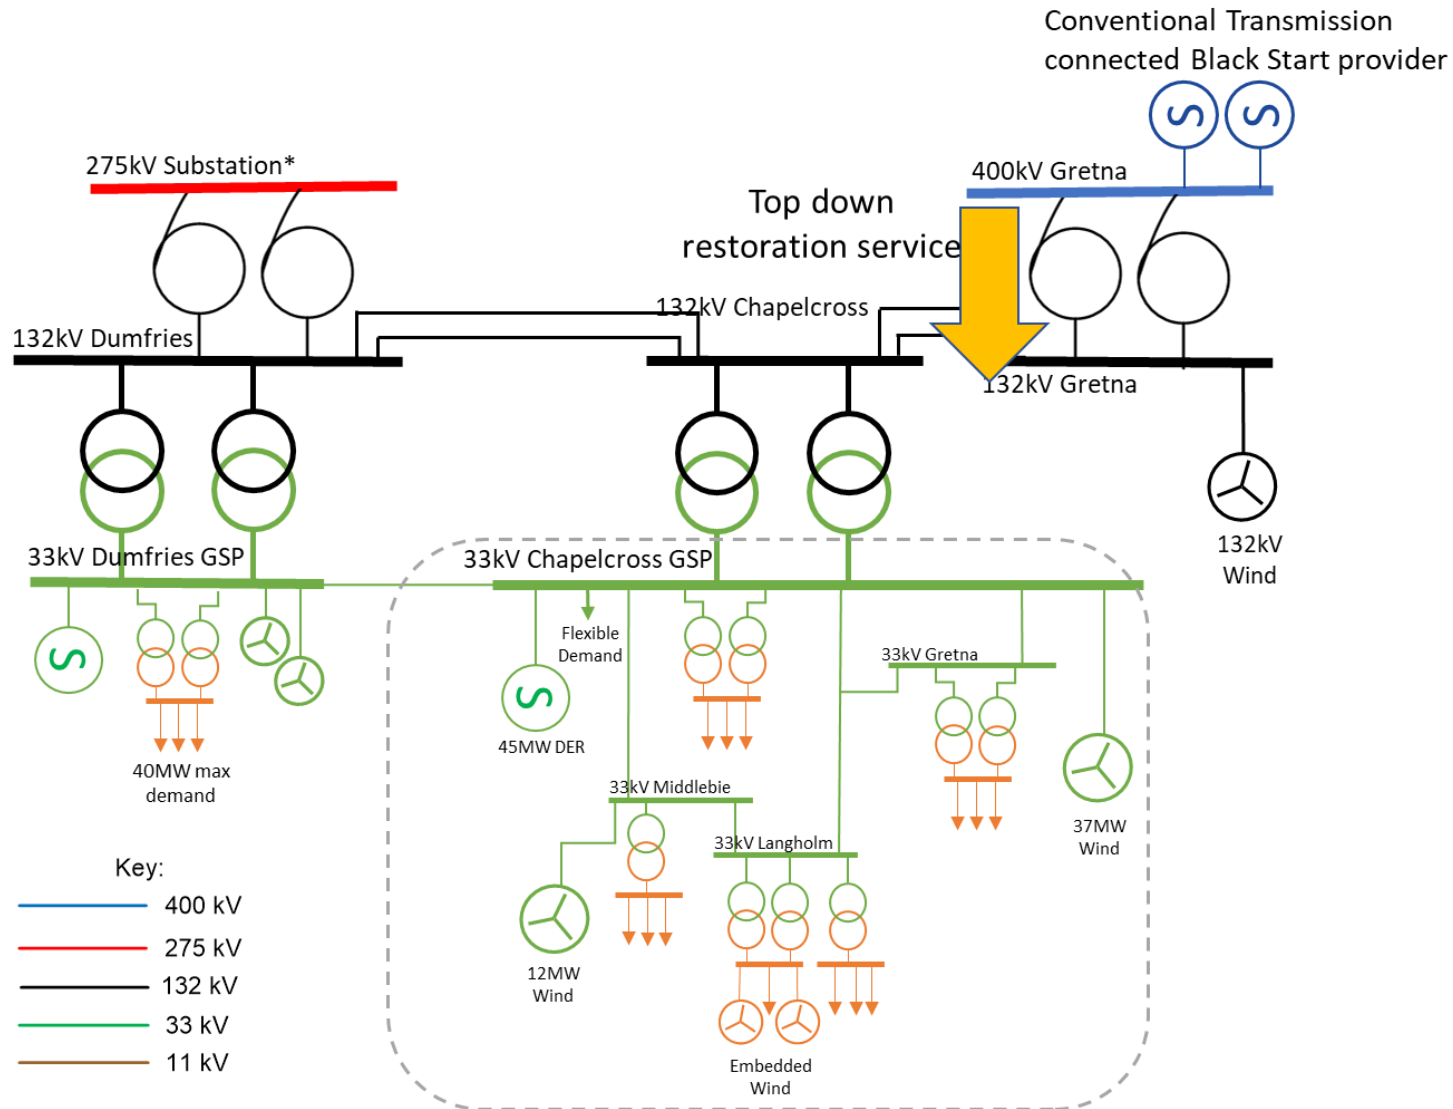 Conventional Transmission
connected Black Start provider
275kV Substation*
400kV Gretna
Top down
restoration service
132kV Chapelcross
132kV Dumfries
132kV Gretna
132kV
Wind
33kV Dumfries GSP
33kV Chapelcross GSP
Flexible
Demand
33kV Gretna
45MW DER
40MW max
demand
33kV Middlebie
37MW
Wind
33kV Langholm
12MW
Wind
Embedded
Wind
Key:
400 kV
275 kV
132 kV
33 kV
11 kV